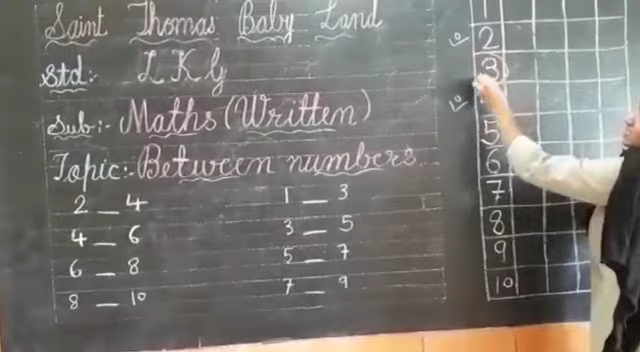 Saint Thomas Baby Land
Std:- L K G
Sub:- Maths (Written)
Topic:- Between numbers
2 _ 4    1 _ 3
4 _ 6    3 _ 5
6 _ 8    5 _ 7
8 _ 10    7 _ 9
1
2
3
5
6
7
8
9
10